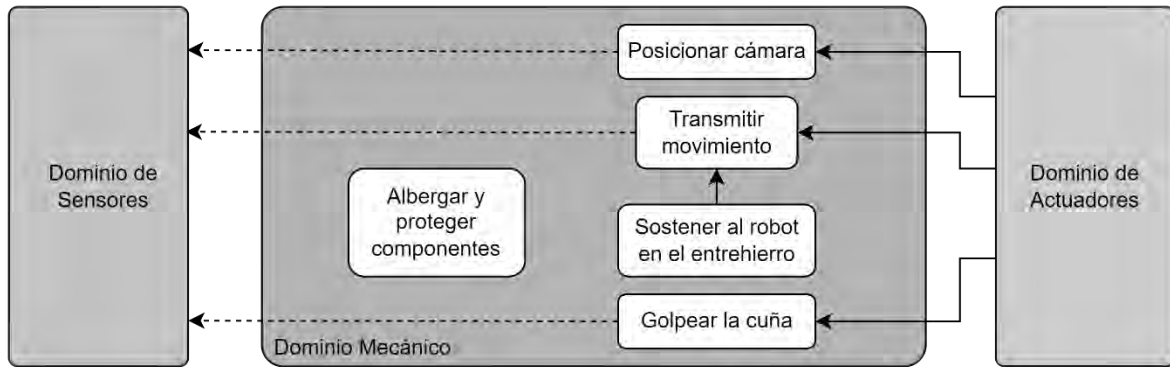 Dominio de
Sensores
Posicionar cámara
Transmitir
movimiento
Albergar y
proteger
componentes
Sostener al robot
en el entrehierro
Golpear la cuña
Dominio Mecánico
Dominio de
Actuadores